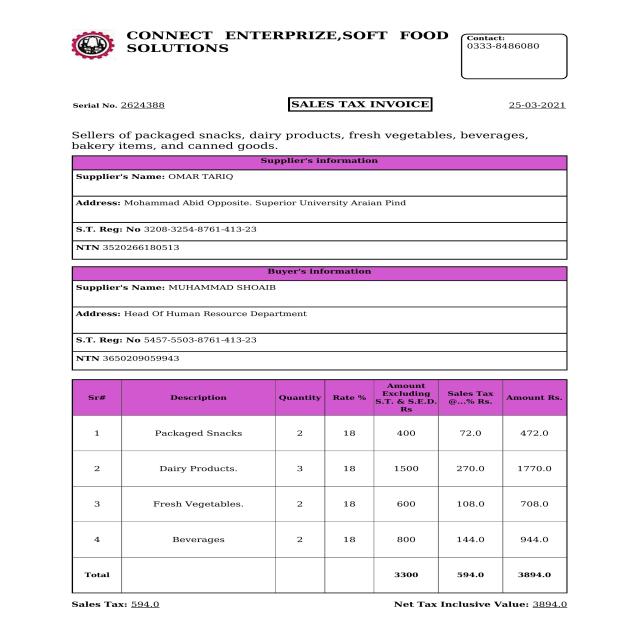 CONNECT ENTERPRIZE,SOFT FOOD
SOLUTIONS
Contact:
0333-8486080
Serial No. 2624388
SALES TAX INVOICE
25-03-2021
Sellers of packaged snacks, dairy products, fresh vegetables, beverages,
bakery items, and canned goods.
Supplier's information
Supplier's Name: OMAR TARIQ
Address: Mohammad Abid Opposite. Superior University Araian Pind
S.T. Reg: No 3208-3254-8761-413-23
NTN 3520266180513
Buyer's information
Supplier's Name: MUHAMMAD SHOAIB
Address: Head Of Human Resource Department
S.T. Reg: No 5457-5503-8761-413-23
NTN 3650209059943
Sr# Description Quantity Rate % Amount Excluding S.T. & S.E.D. Rs Sales Tax @...% Rs. Amount Rs.
1 Packaged Snacks 2 18 400 72.0 472.0
2 Dairy Products. 3 18 1500 270.0 1770.0
3 Fresh Vegetables. 2 18 600 108.0 708.0
4 Beverages 2 18 800 144.0 944.0
Total 3300 594.0 3894.0
Sales Tax: 594.0 Net Tax Inclusive Value: 3894.0